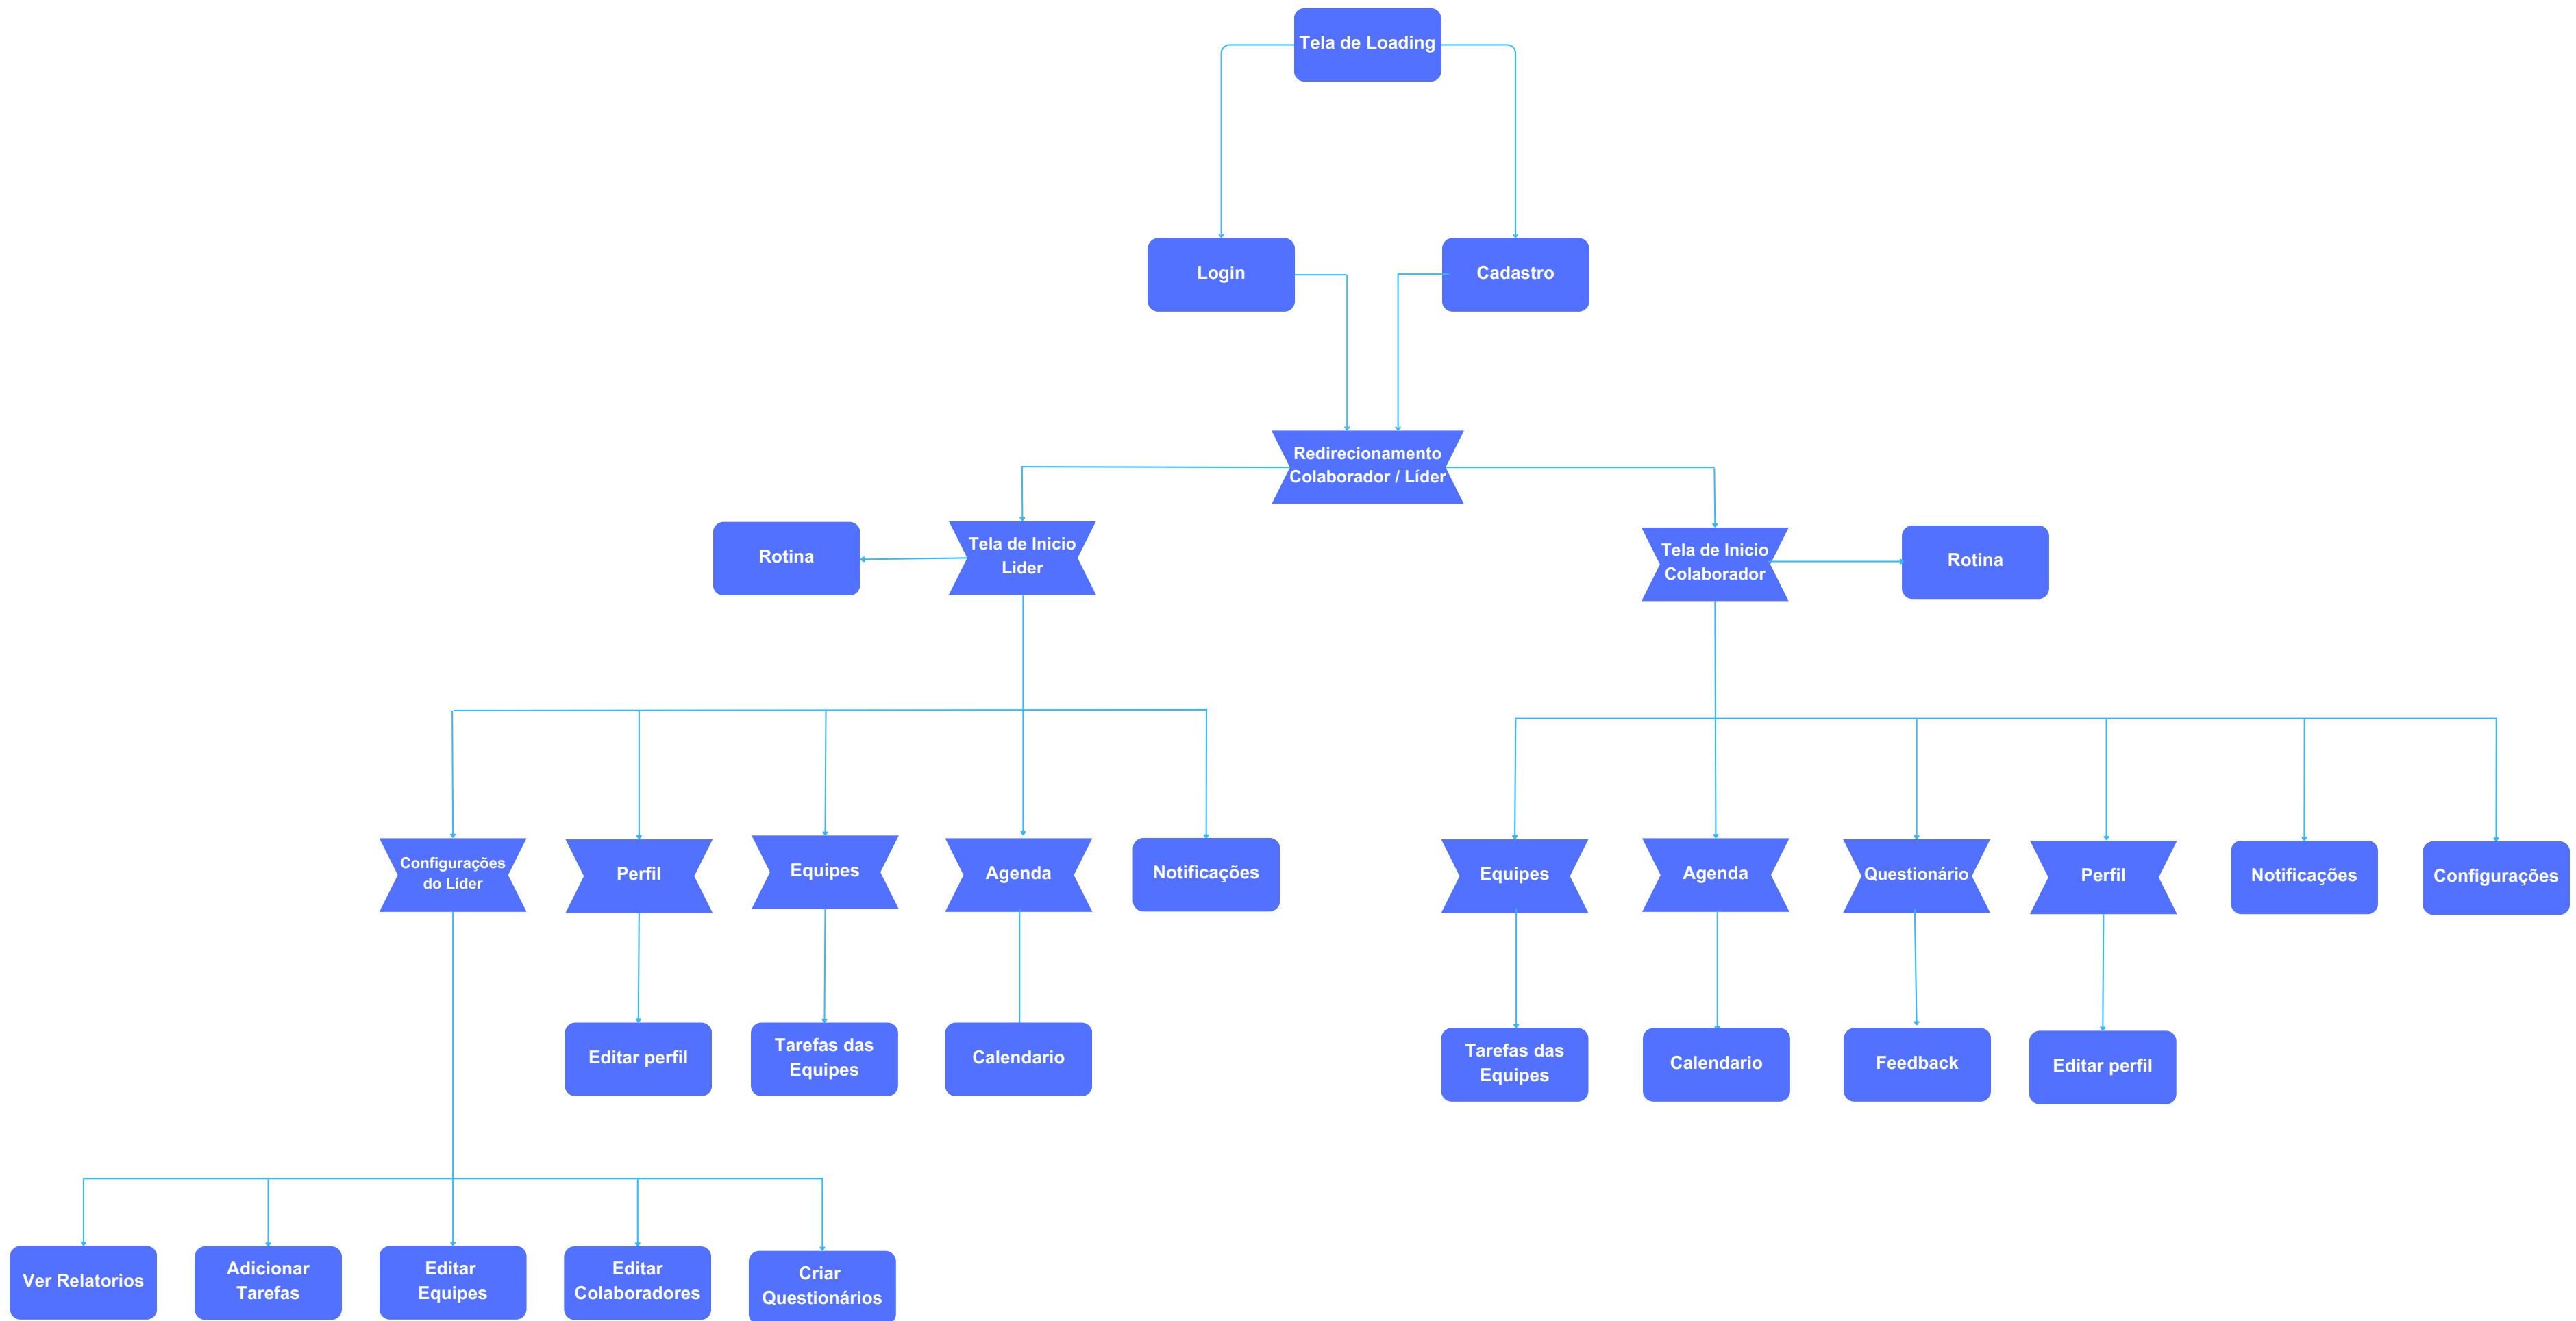 Tela de Loading
Login
Cadastro
Redirecionamento
Colaborador / Líder
Rotina
Tela de Inicio
Lider
Tela de Inicio
Colaborador
Rotina
Configurações
do Líder
Perfil
Equipes
Agenda
Notificações
Equipes
Agenda
Questionário
Perfil
Notificações
Configurações
Editar perfil
Tarefas das
Equipes
Calendario
Tarefas das
Equipes
Calendario
Feedback
Editar perfil
Ver Relatorios
Adicionar
Tarefas
Editar
Equipes
Editar
Colaboradores
Criar
Questionários